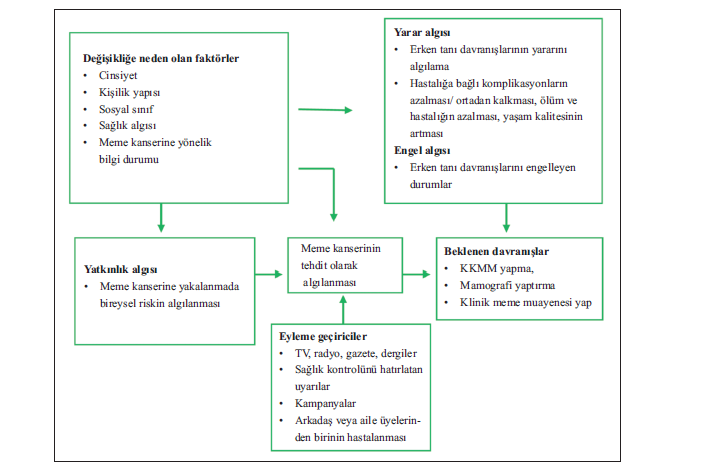 Değişikliğe neden olan faktörler
• Cinsiyet
• Kişilik yapısı
• Sosyal sınıf
• Sağlık algısı
• Meme kanserine yönelik
bilgi durumu
Yarar algısı
• Erken tanı davranışlarının yararını
algılama
• Hastalığa bağlı komplikasyonların
azalması/ ortadan kalkması, ölüm ve
hastalığın azalması, yaşam kalitesinin
artması
Engel algısı
• Erken tanı davranışlarını engelleyen
durumlar
Yatkınlık algısı
• Meme kanserine yakalanmada
bireysel riskin algılanması
Meme kanserinin
tehdit olarak
algılanması
Beklenen davranışlar
• KKMM yapma,
• Mamografi yaptırma
• Klinik meme muayenesi yap
Eyleme geçiriciler
• TV, radyo, gazete, dergiler
• Sağlık kontrolünü hatırlatan
uyarılar
• Kampanyalar
• Arkadaş veya aile üyelerin-
den birinin hastalanması